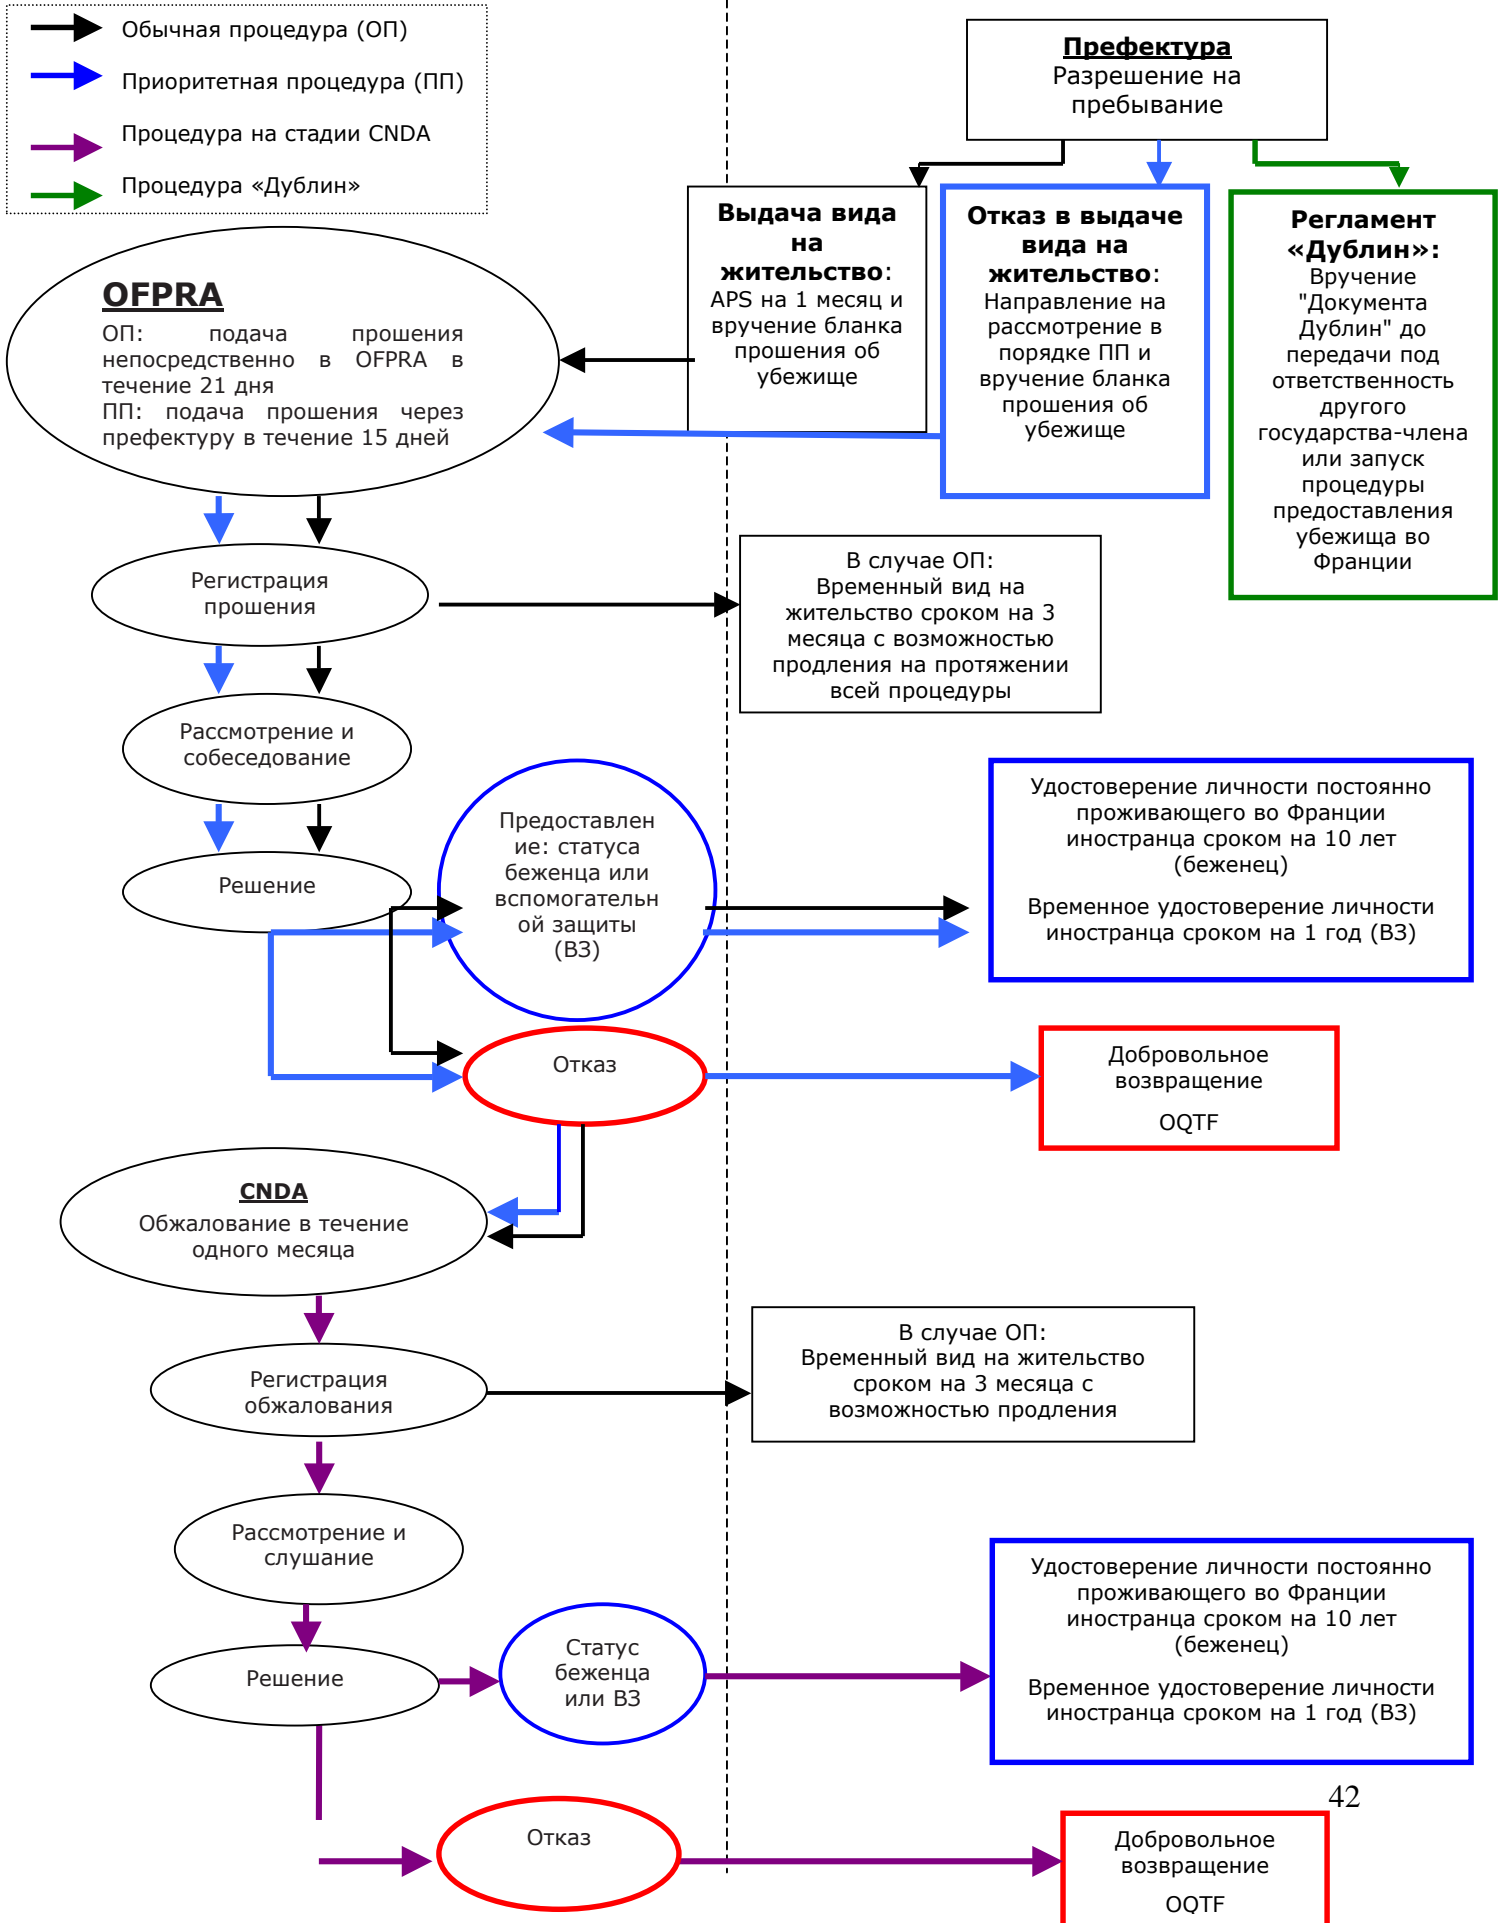 Обычная процедура (ОП)
Приоритетная процедура (ПП)
Процедура на стадии CNDA
Процедура «Дублин»
Префектура
Разрешение на
пребывание
Выдача вида
на
жительство:
APS на 1 месяц и
вручение бланка
прошения об
убежище
Отказ в выдаче
вида на
жительство:
Направление на
рассмотрение в
порядке ПП и
вручение бланка
прошения об
убежище
Регламент
«Дублин»:
Вручение
"Документа
Дублин" до
передачи под
ответственность
другого
государства-члена
или запуск
процедуры
предоставления
убежища во
Франции
OFPRA
ОП: подача прошения
непосредственно в OFPRA в
течение 21 дня
ПП: подача прошения через
префектуру в течение 15 дней
Регистрация
прошения
В случае ОП:
Временный вид на
жительство сроком на 3
месяца с возможностью
продления на протяжении
всей процедуры
Рассмотрение и
собеседование
Решение
Предоставлен
ие: статуса
беженца или
вспомогательн
ой защиты
(ВЗ)
Удостоверение личности постоянно
проживающего во Франции
иностранца сроком на 10 лет
(беженец)
Временное удостоверение личности
иностранца сроком на 1 год (ВЗ)
Отказ
Добровольное
возвращение
OQTF
CNDA
Обжалование в течение
одного месяца
Регистрация
обжалования
В случае ОП:
Временный вид на жительство
сроком на 3 месяца с
возможностью продления
Рассмотрение и
слушание
Решение
Статус
беженца
или ВЗ
Удостоверение личности постоянно
проживающего во Франции
иностранца сроком на 10 лет
(беженец)
Временное удостоверение личности
иностранца сроком на 1 год (ВЗ)
42
Отказ
Добровольное
возвращение
OQTF